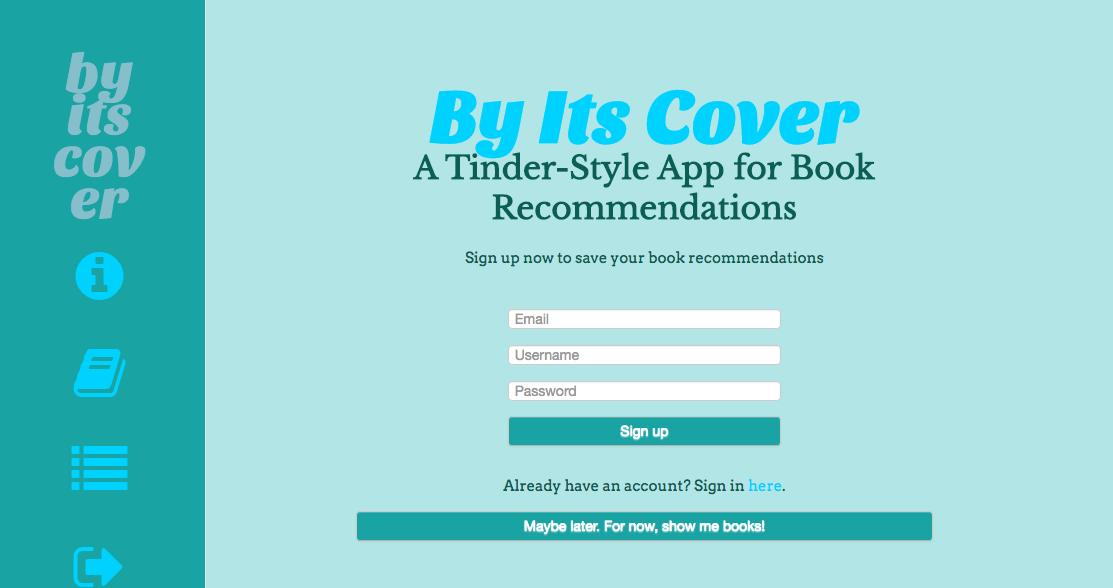 by
its
cov
er
By Its Cover
A Tinder-Style App for Book
Recommendations
Sign up now to save your book recommendations
Email
Username
Password
Sign up
Already have an account? Sign in here.
Maybe later. For now, show me books!